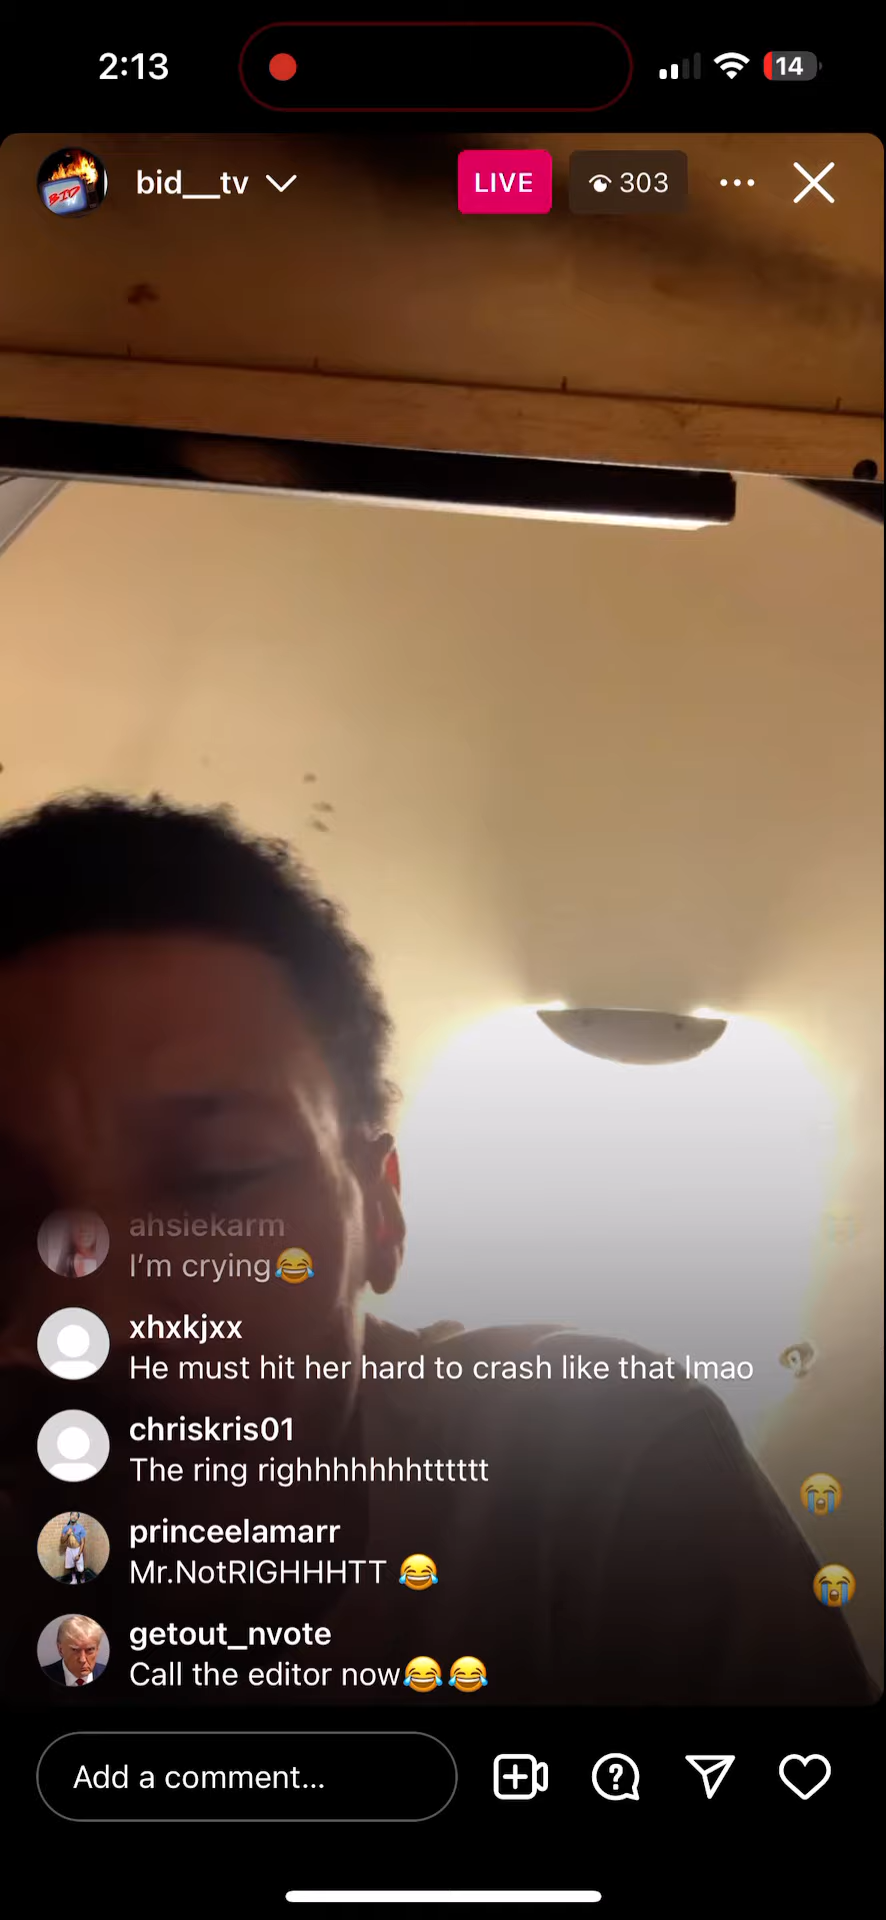 2:13
14
BID
bid__tv
LIVE
303
ahsiekarm
I'm crying😂
xhxkjxx
He must hit her hard to crash like that lmao
chriskris01
The ring righhhhhhhtttttt
princeelamarr
Mr.NotRIGHHHTT 😂
getout_nvote
Call the editor now😂😂
Add a comment...